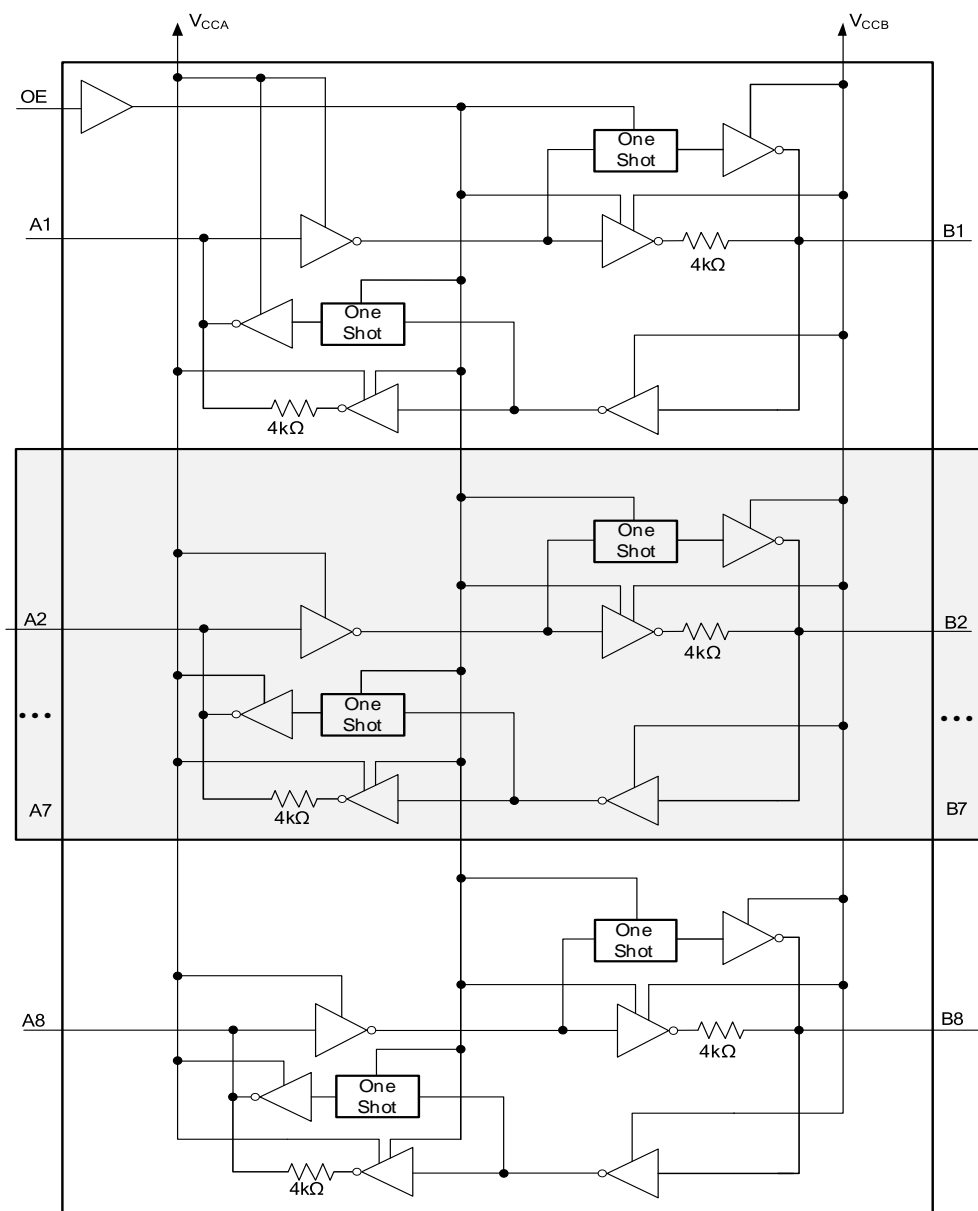 VCCA
VCCB
OE
One
Shot
A1
B1
4kΩ
One
Shot
4kΩ
One
Shot
A2
B2
4kΩ
One
Shot
...
...
4kΩ
A7
B7
One
Shot
A8
B8
4kΩ
One
Shot
4kΩ